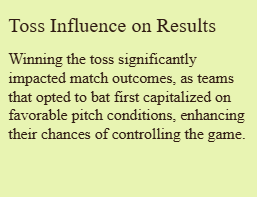 Toss Influence on Results
Winning the toss significantly
impacted match outcomes, as teams
that opted to bat first capitalized on
favorable pitch conditions, enhancing
their chances of controlling the game.